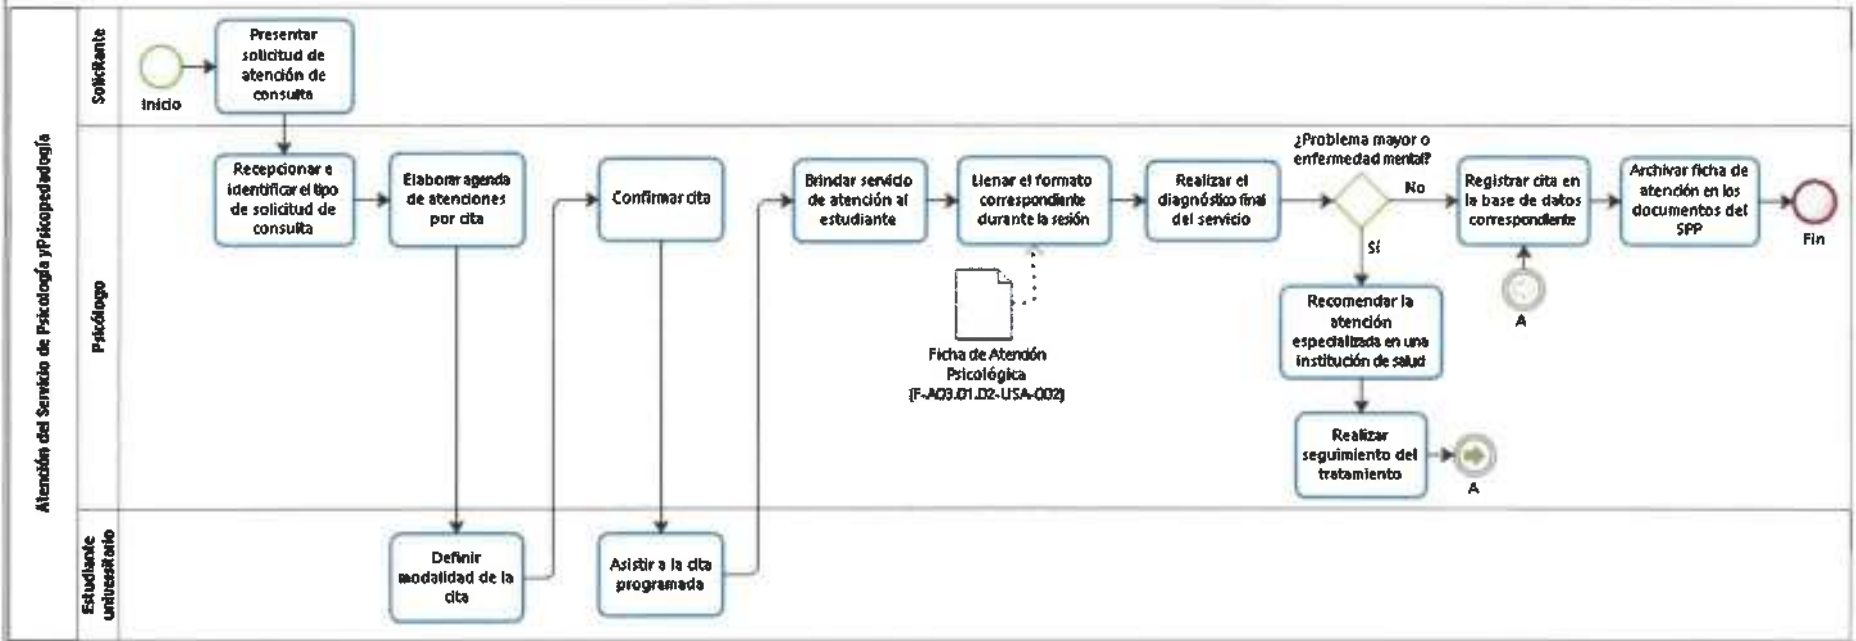 Atención del Servicio de Psicología yPsicopedadogía
Solicitante
Inicio
Presentar
solicitud de
atención de
consulta
Psicólogo
Recepcionar e
identificar el tipo
de solicitud de
consulta
Elaborar agenda
de atenciones
por cita
Confirmar cita
Brindar servicio
de atención al
estudiante
Llenar el formato
correspondiente
durante la sesión
Ficha de Atención
Psicológica
(F-A03.01.02-USA-002)
Realizar el
diagnóstico final
del servicio
¿Problema mayor o
enfermedad mental?
No
Sí
Registrar cita en
la base de datos
correspondiente
A
Archivar ficha de
atención en los
documentos del
SPP
Fin
Recomendar la
atención
especializada en una
institución de salud
Realizar
seguimiento del
tratamiento
A
Estudiante
universitario
Definir
modalidad de la
cita
Asistir a la cita
programada